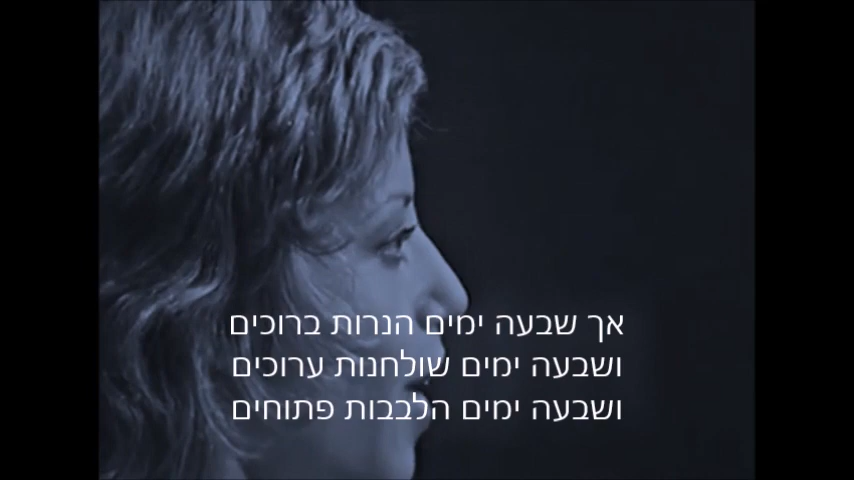 אך שבעה ימים הנרות ברוכים
ושבעה ימים שולחנות ערוכים
ושבעה ימים הלבבות פתוחים